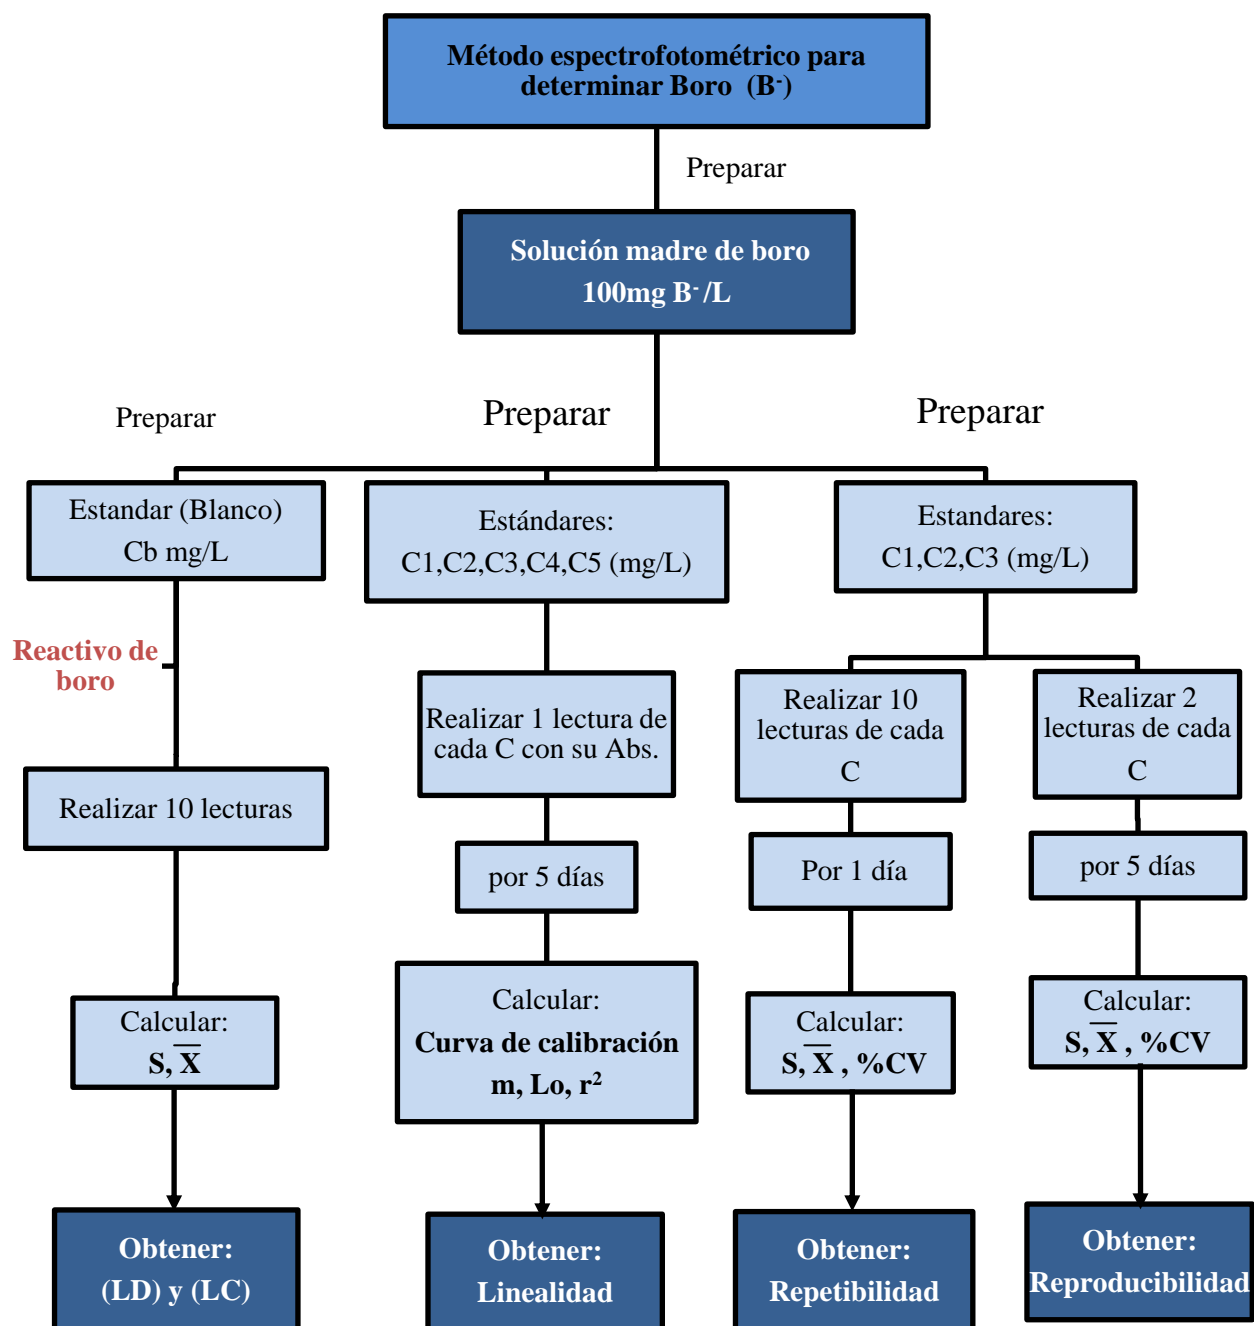 Método espectrofotométrico para
determinar Boro (B⁻)
Preparar
Solución madre de boro
100mg B⁻/L
Preparar
Preparar
Preparar
Estandar (Blanco)
Cb mg/L
Estándares:
C1,C2,C3,C4,C5 (mg/L)
Estandares:
C1,C2,C3 (mg/L)
Reactivo de
boro
Realizar 10 lecturas
Realizar 1 lectura de
cada C con su Abs.
Realizar 10
lecturas de cada
C
Realizar 2
lecturas de cada
C
por 5 días
Por 1 día
por 5 días
Calcular:
S, X̅
Calcular:
Curva de calibración
m, Lo, r²
Calcular:
S, X̅ , %CV
Calcular:
S, X̅ , %CV
Obtener:
(LD) y (LC)
Obtener:
Linealidad
Obtener:
Repetibilidad
Obtener:
Reproducibilidad